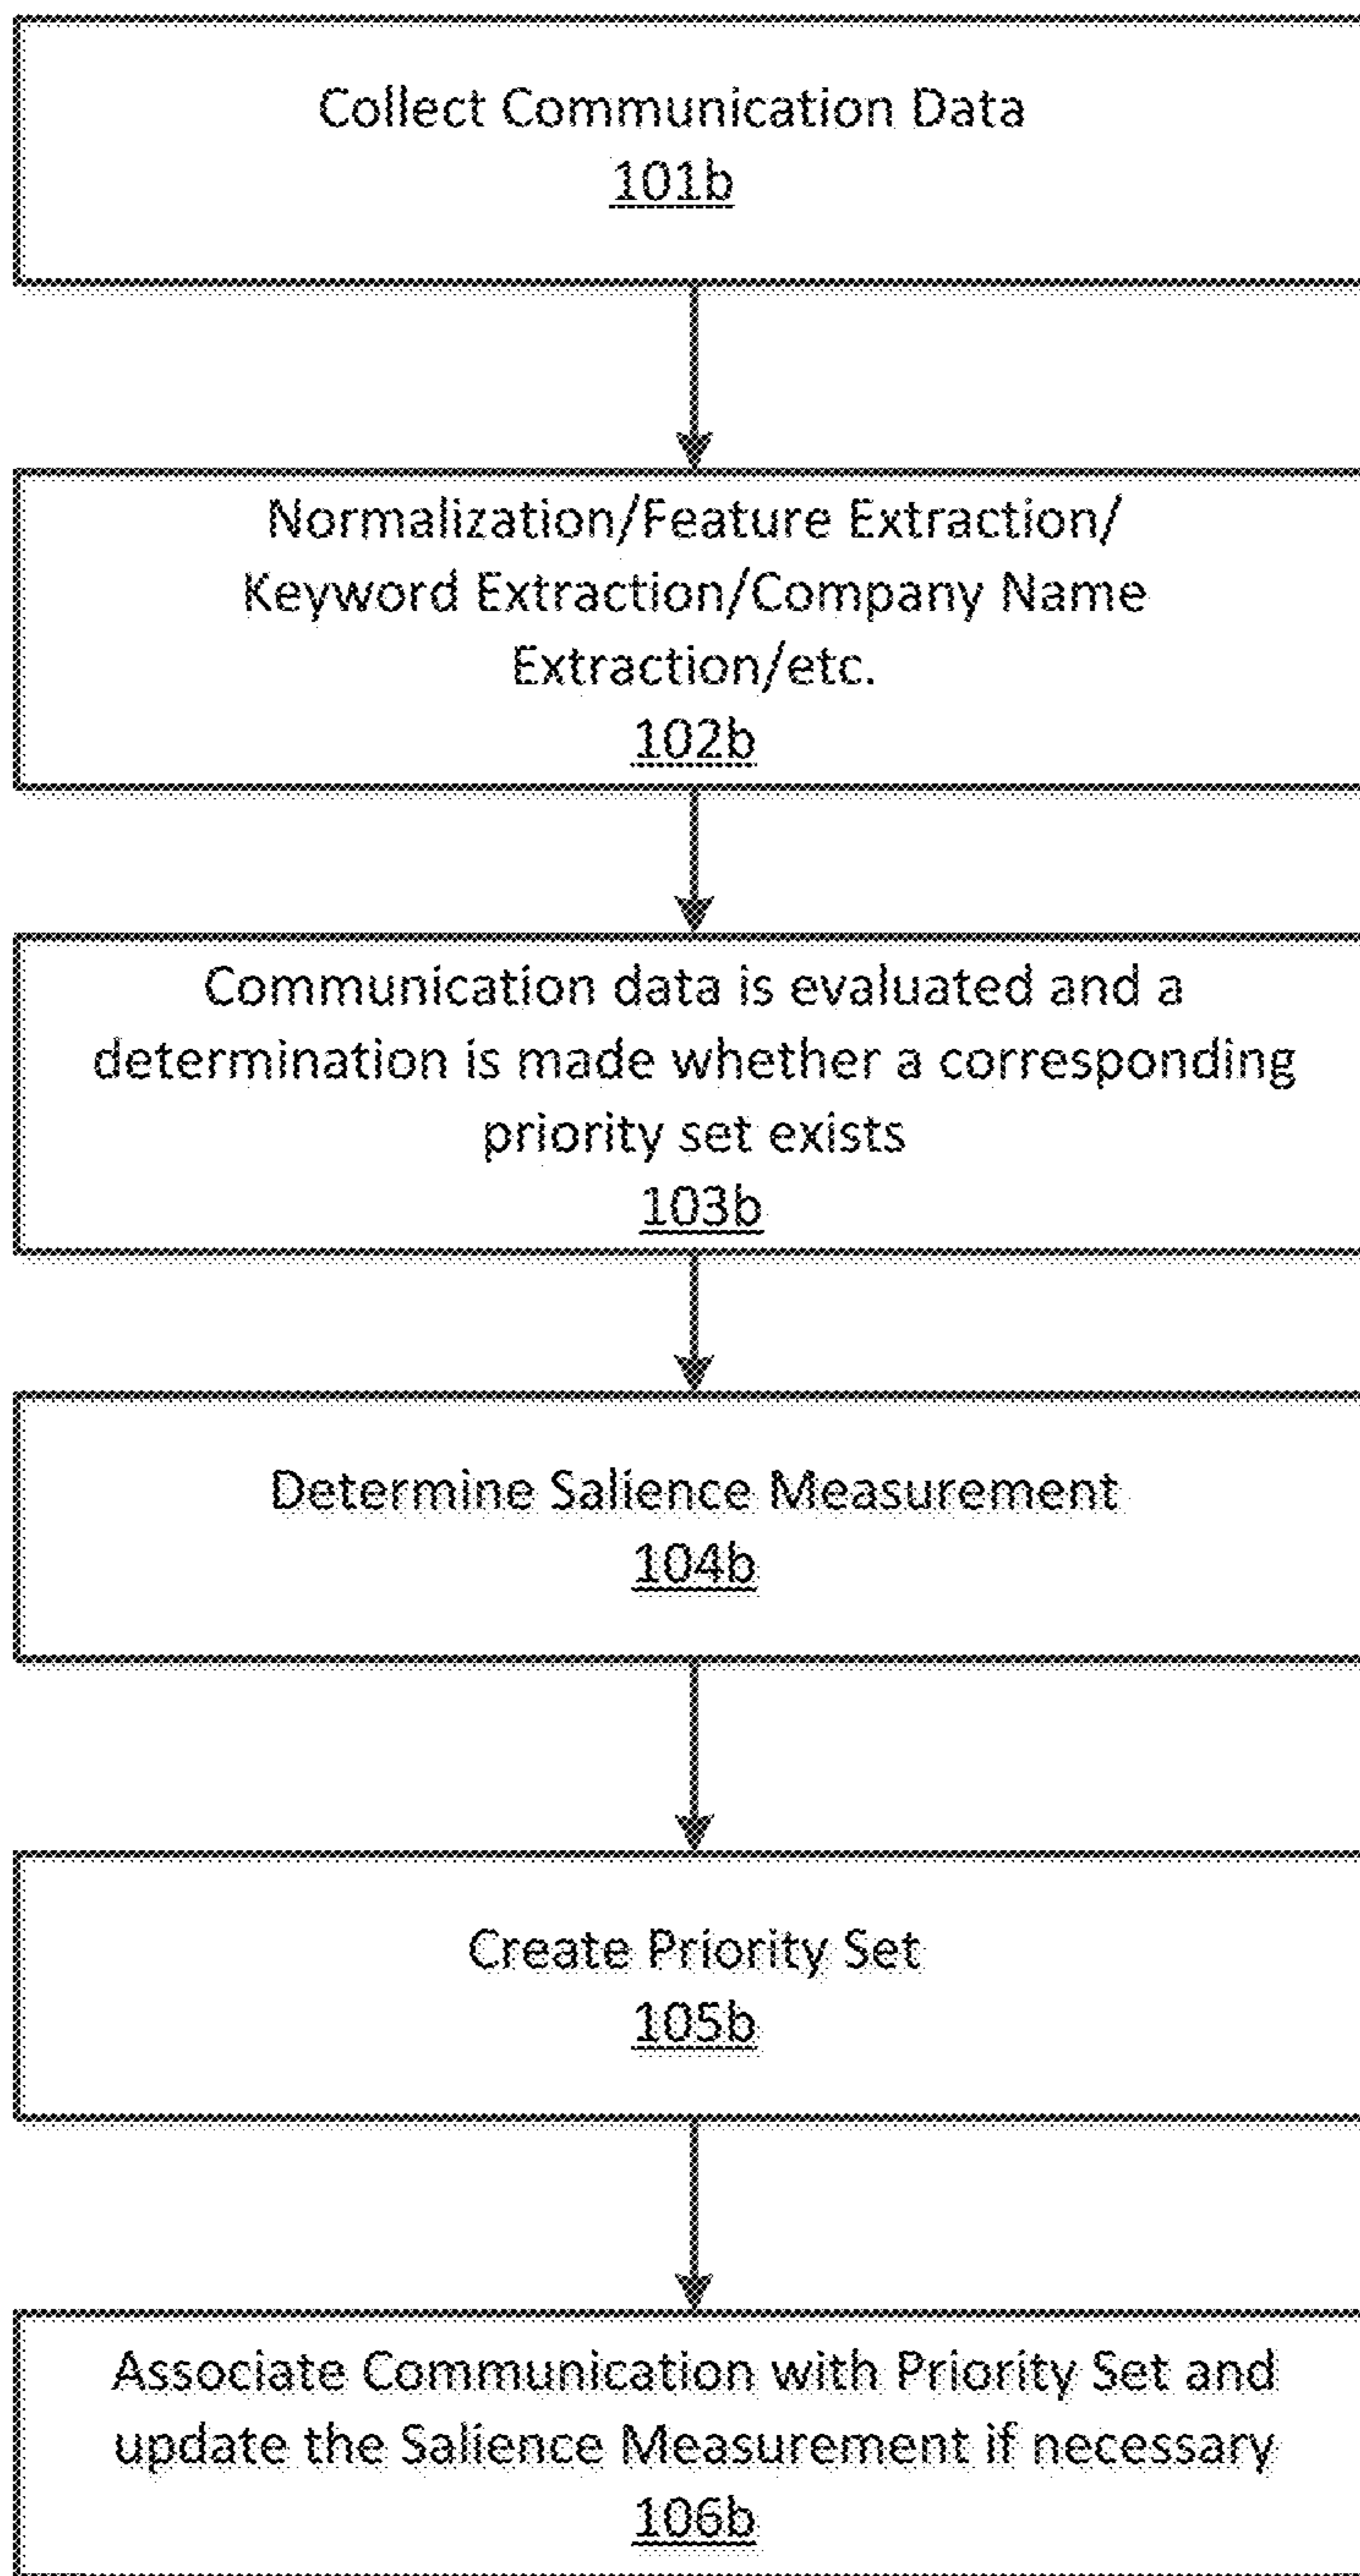 Collect Communication Data
101b
Normalization/Feature Extraction/
Keyword Extraction/Company Name
Extraction/etc.
102b
Communication data is evaluated and a
determination is made whether a corresponding
priority set exists
103b
Determine Salience Measurement
104b
Create Priority Set
105b
Associate Communication with Priority Set and
update the Salience Measurement if necessary
106b